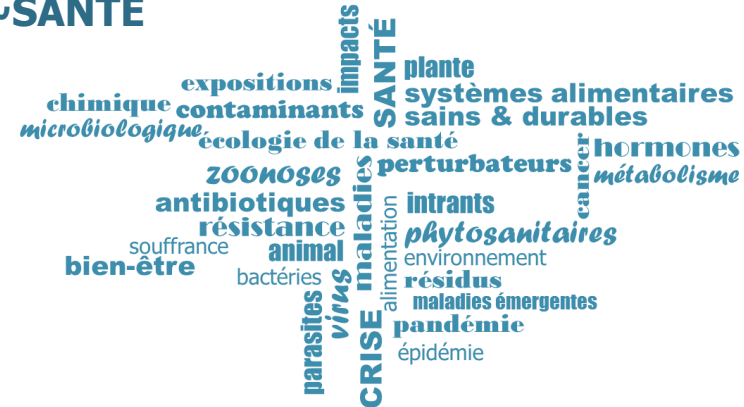 ~SANTÉ
impacts
SANTÉ
plante
expositions
systèmes alimentaires
chimique
contaminants
sains & durables
microbiologique
écologie de la santé
hormones
cancer
zoonoses
maladies
perturbateurs
métabolisme
antibiotiques
alimentation
intrants
résistance
phytosanitaires
souffrance
animal
environnement
bien-être
bactéries
virus
résidus
parasites
maladies émergentes
CRISE
pandémie
épidémie